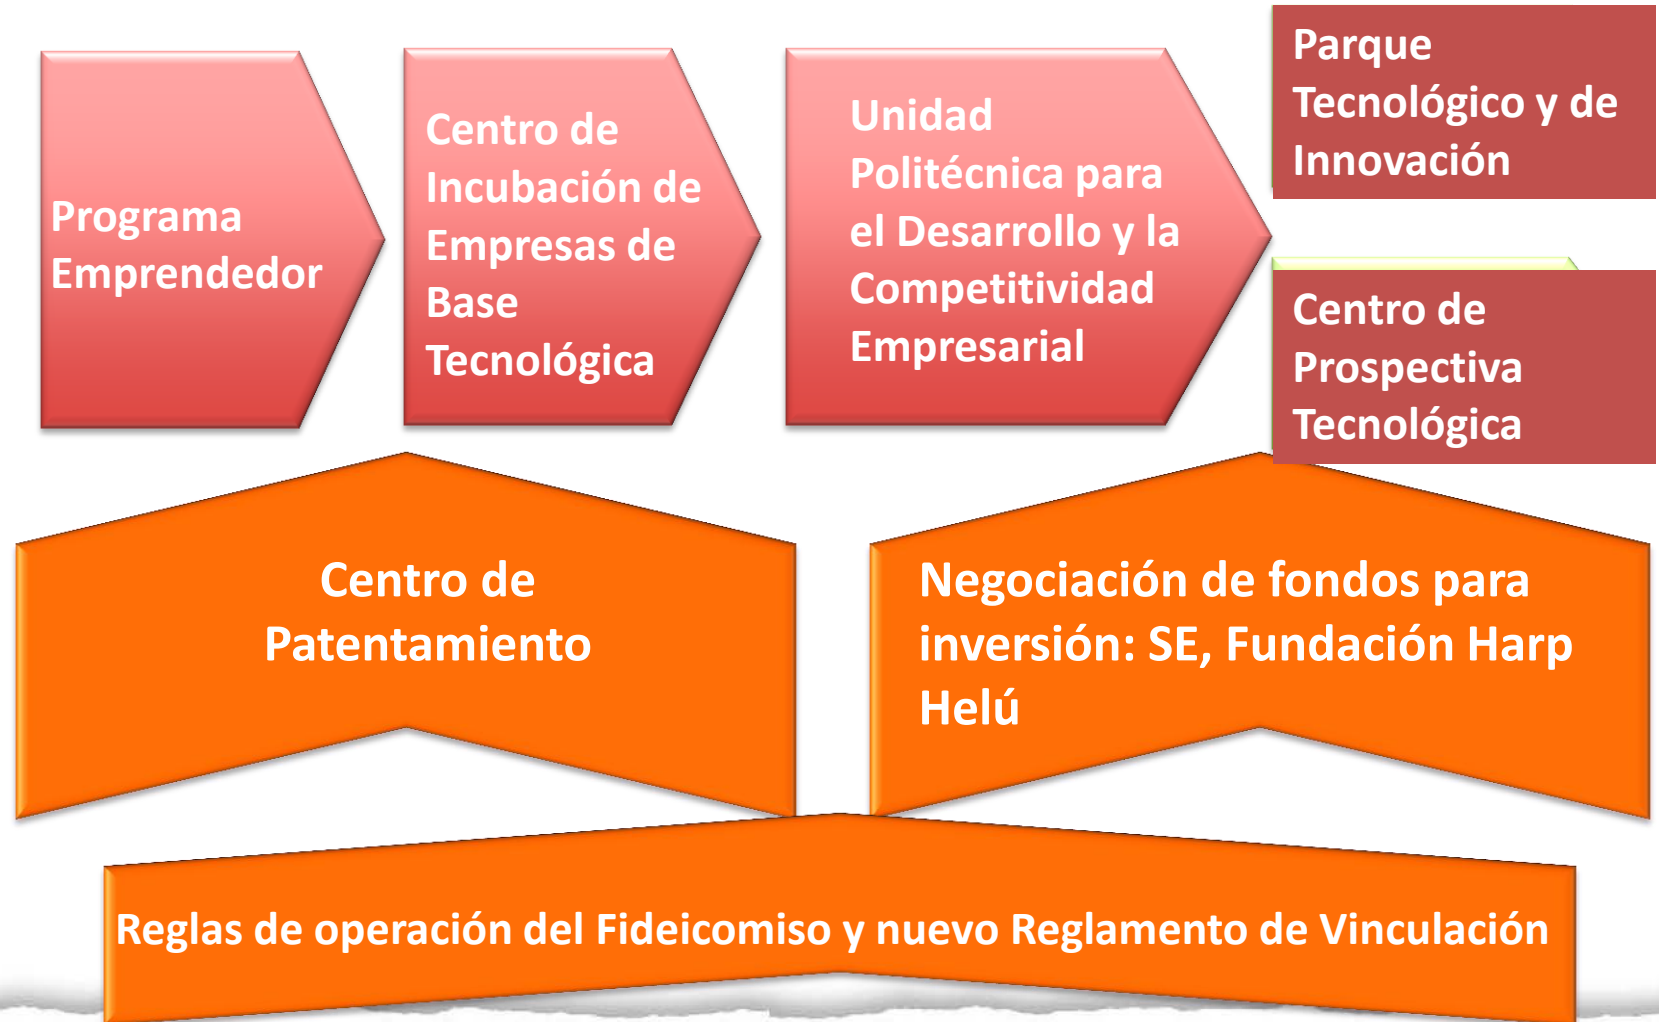 Programa
Emprendedor
Centro de
Incubación de
Empresas de
Base
Tecnológica
Unidad
Politécnica para
el Desarrollo y la
Competitividad
Empresarial
Parque
Tecnológico y de
Innovación
Centro de
Prospectiva
Tecnológica
Centro de
Patentamiento
Negociación de fondos para
inversión: SE, Fundación Harp
Helú
Reglas de operación del Fideicomiso y nuevo Reglamento de Vinculación